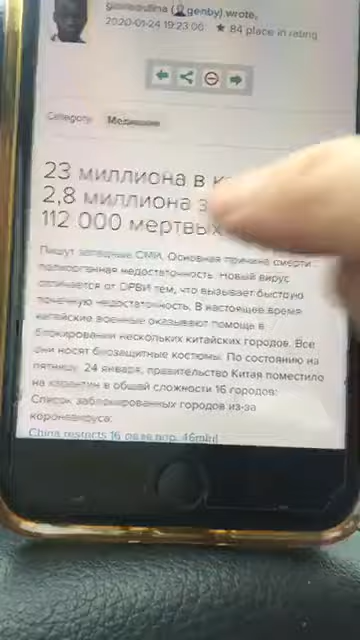 (genby) wrote,
2020-01-24 19:23:00 ★ 84 place in rating
Category: Медицина
23 миллиона в
2,8 миллиона
112 000 мертвых
Пишут западные СМИ. Основная причина смерти
полиорганная недостаточность. Новый вирус
отличается от ОРВИ тем, что вызывает быструю
почечную недостаточность. В настоящее время
китайские военные оказывают помощь в
блокировании нескольких китайских городов. Все
они носят биозащитные костюмы. По состоянию на
пятницу, 24 января, правительство Китая поместило
на карантин в общей сложности 16 городов:
Список заблокированных городов из-за
коронавируса:
China restricts 16 46mln